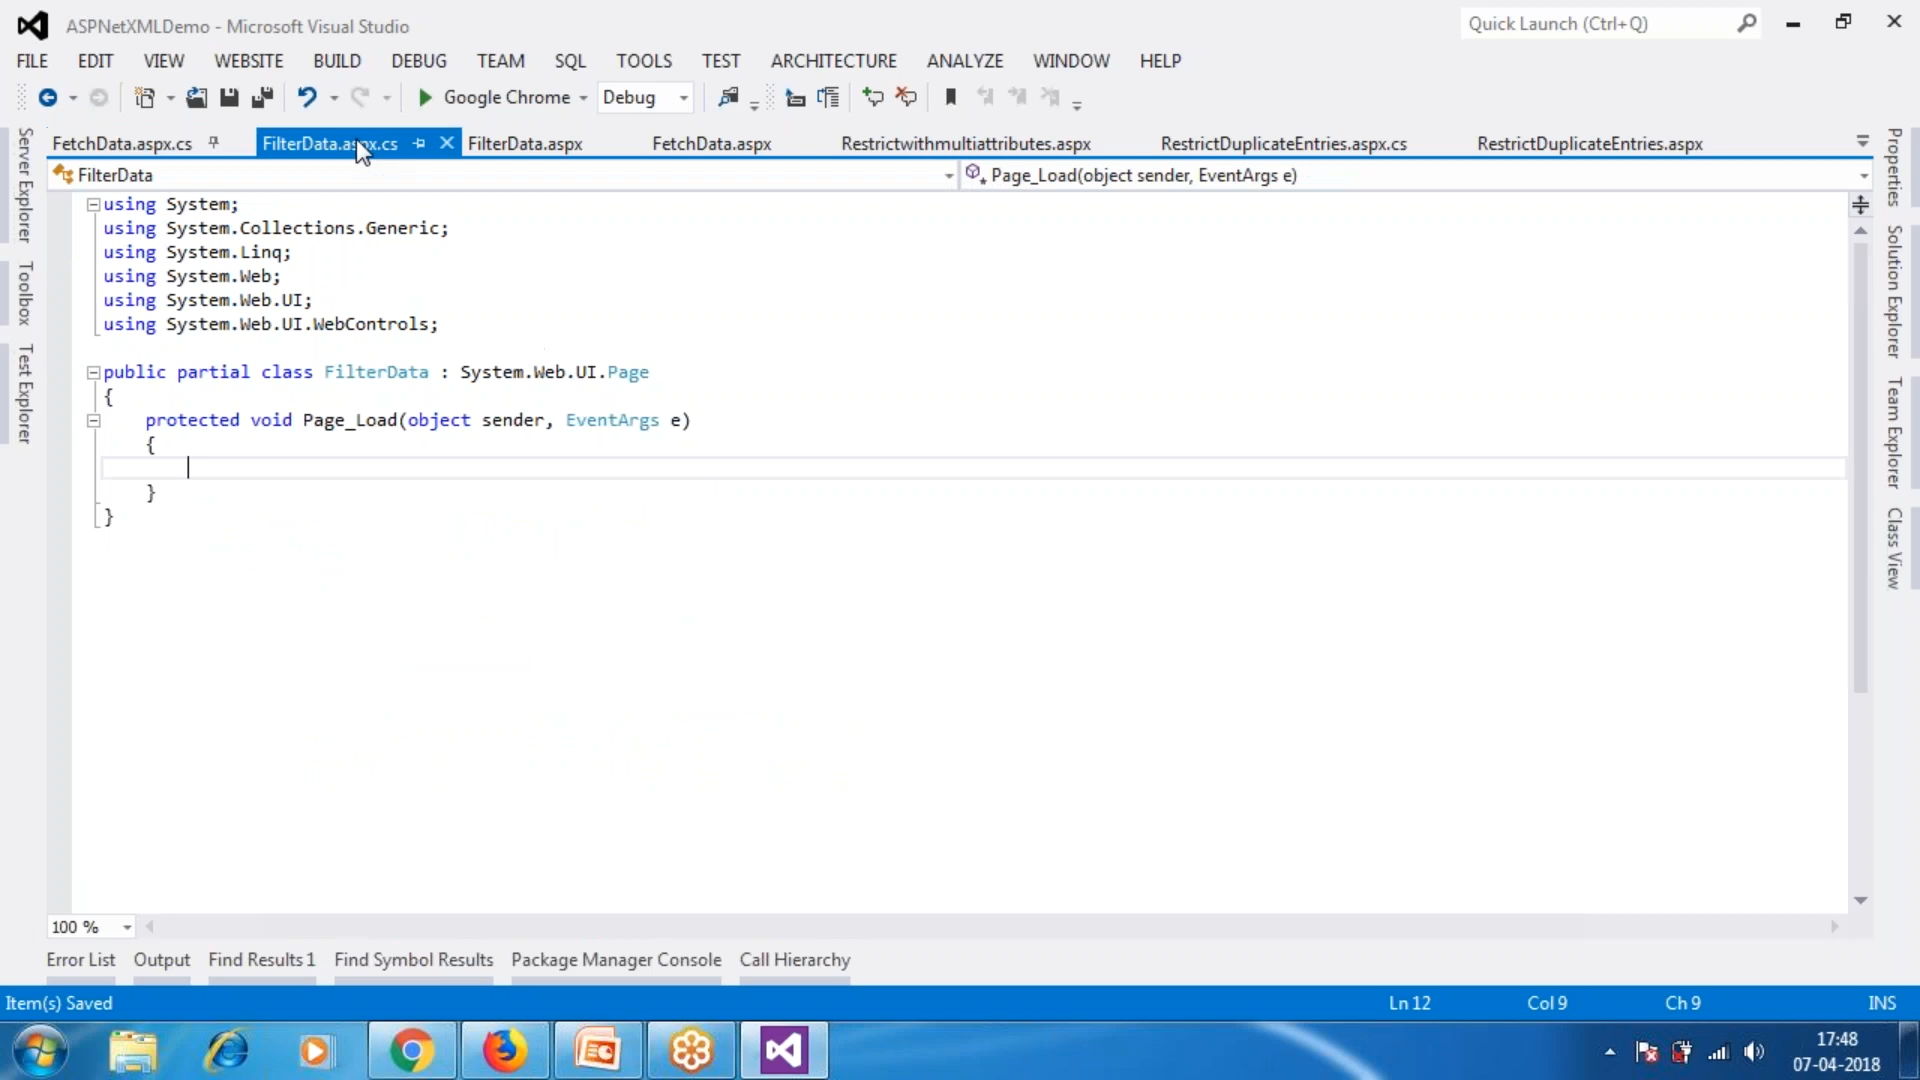 ASPNetXMLDemo - Microsoft Visual Studio
Quick Launch (Ctrl+Q)
FILE EDIT VIEW WEBSITE BUILD DEBUG TEAM SQL TOOLS TEST ARCHITECTURE ANALYZE WINDOW HELP
Google Chrome Debug
FetchData.aspx.cs FilterData.aspx.cs FilterData.aspx FetchData.aspx Restrictwithmultiattributes.aspx RestrictDuplicateEntries.aspx.cs RestrictDuplicateEntries.aspx
FilterData Page_Load(object sender, EventArgs e)
Server Explorer
Toolbox
Test Explorer
using System;
using System.Collections.Generic;
using System.Linq;
using System.Web;
using System.Web.UI;
using System.Web.UI.WebControls;
public partial class FilterData : System.Web.UI.Page
{
protected void Page_Load(object sender, EventArgs e)
{
}
}
Properties
Solution Explorer
Team Explorer
Class View
100 %
Error List Output Find Results 1 Find Symbol Results Package Manager Console Call Hierarchy
Item(s) Saved Ln 12 Col 9 Ch 9 INS
17:48
07-04-2018